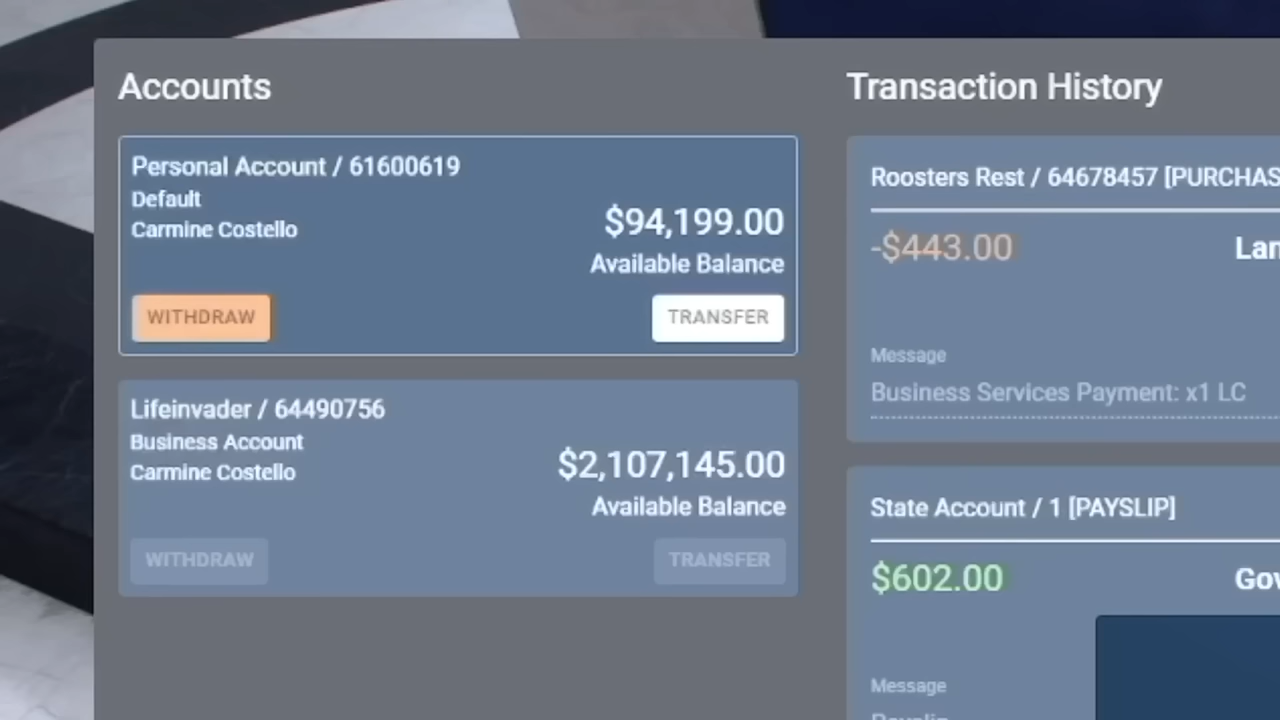 Accounts
Personal Account / 61600619
Default
Carmine Costello
$94,199.00
Available Balance
WITHDRAW
TRANSFER
Lifeinvader / 64490756
Business Account
Carmine Costello
$2,107,145.00
Available Balance
WITHDRAW
TRANSFER
Transaction History
Roosters Rest / 64678457 [PURCHAS
-$443.00
Lan
Message
Business Services Payment: x1 LC
State Account / 1 [PAYSLIP]
$602.00
Gov
Message